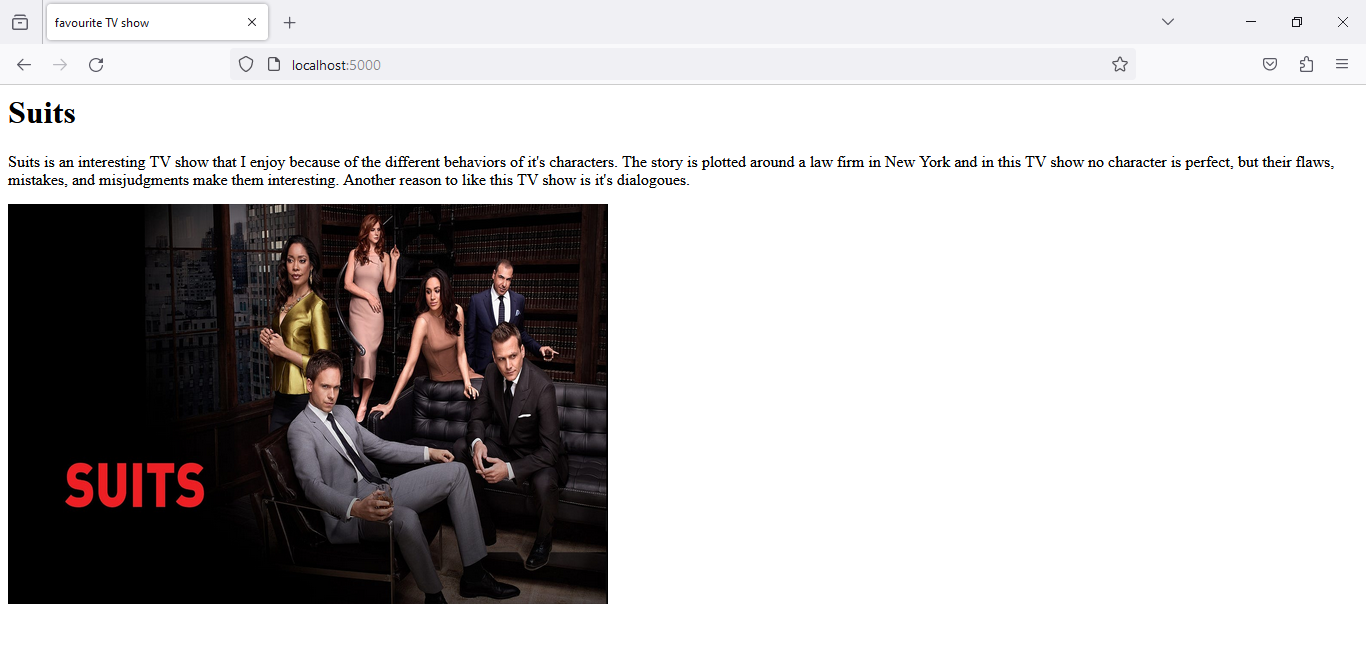 favourite TV show
localhost:5000
Suits
Suits is an interesting TV show that I enjoy because of the different behaviors of it's characters. The story is plotted around a law firm in New York and in this TV show no character is perfect, but their flaws,
mistakes, and misjudgments make them interesting. Another reason to like this TV show is it's dialogoues.
SUITS